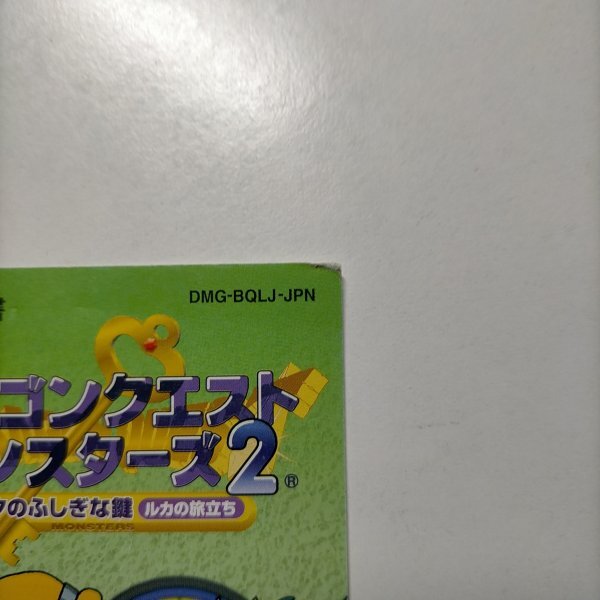 書
DMG-BQLJ-JPN
ゴンクエスト
ンスターズ2®
のふしぎな鍵 ルカの旅立ち
MONSTERS